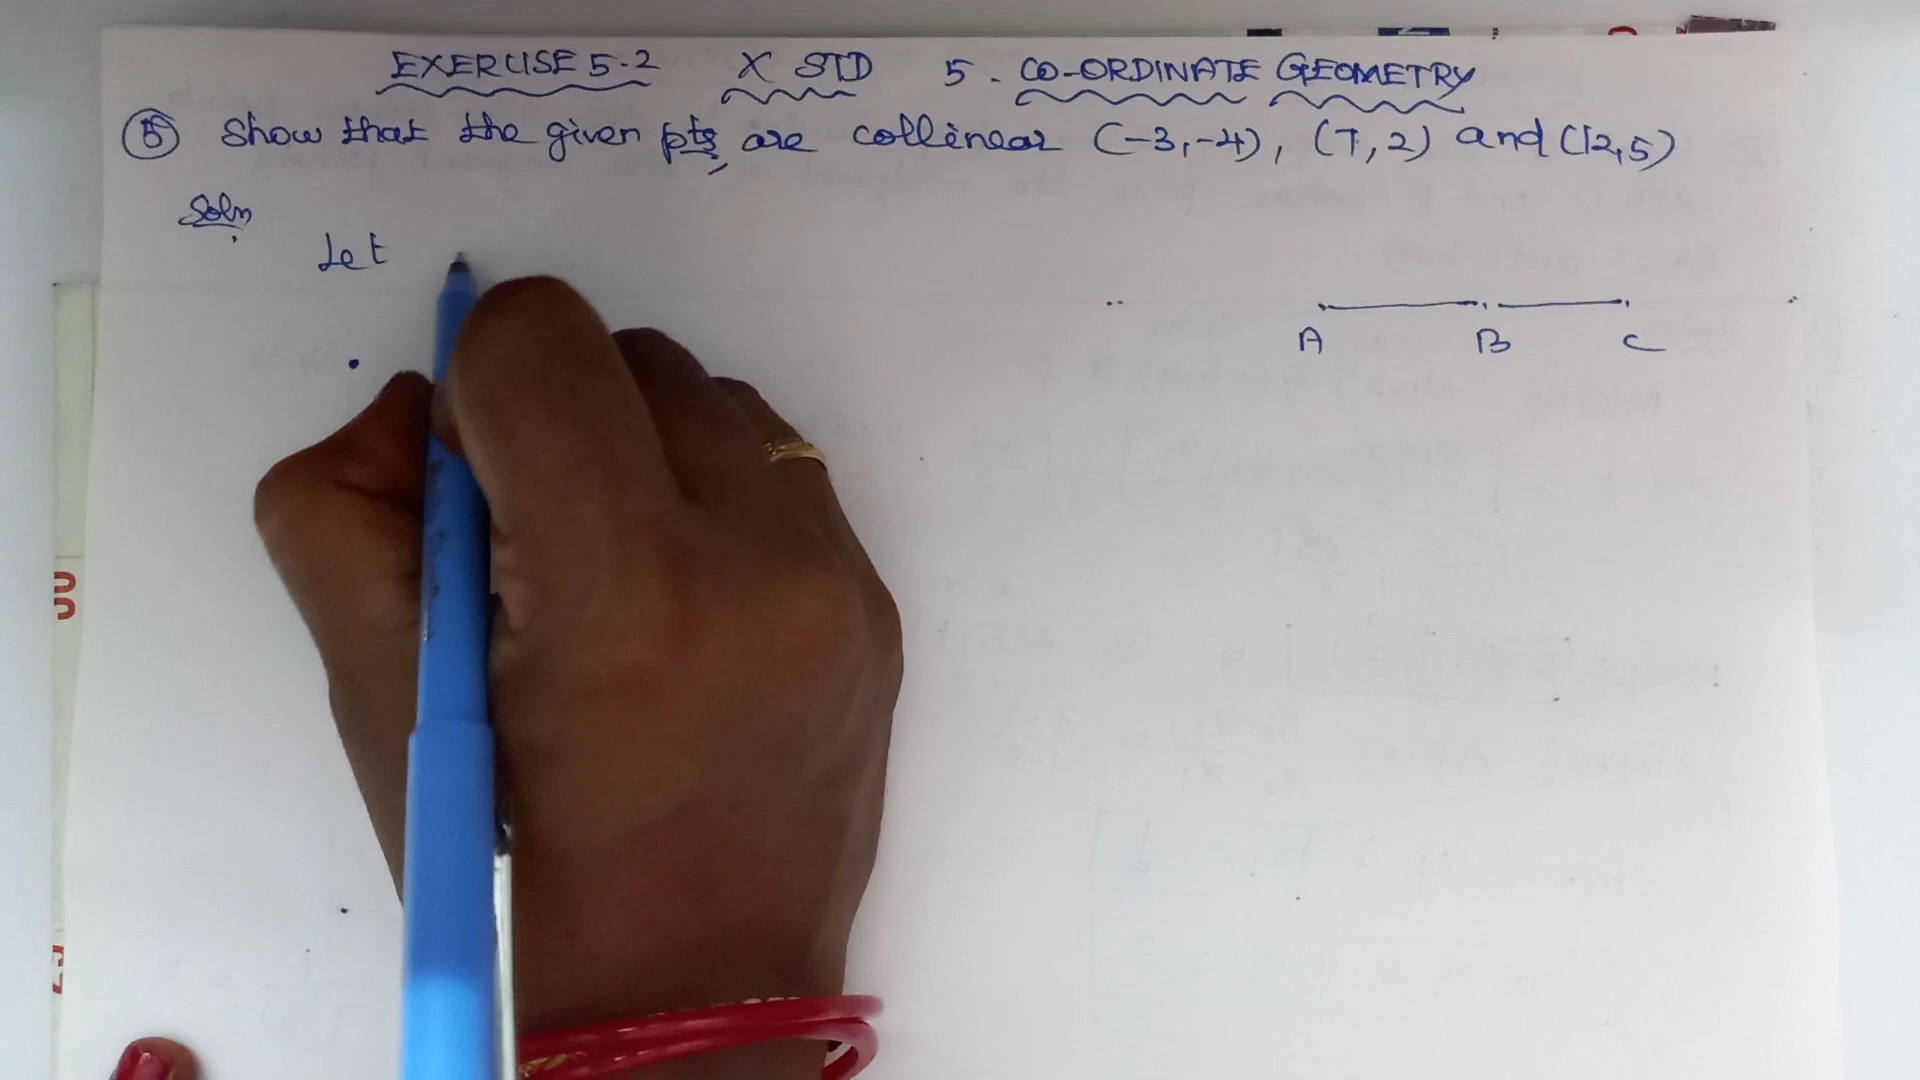 EXERCISE 5.2 X STD 5. CO-ORDINATE GEOMETRY
5 Show that the given pts, are collinear (-3,-4), (7,2) and (12,5)
Soln
Let
A B C